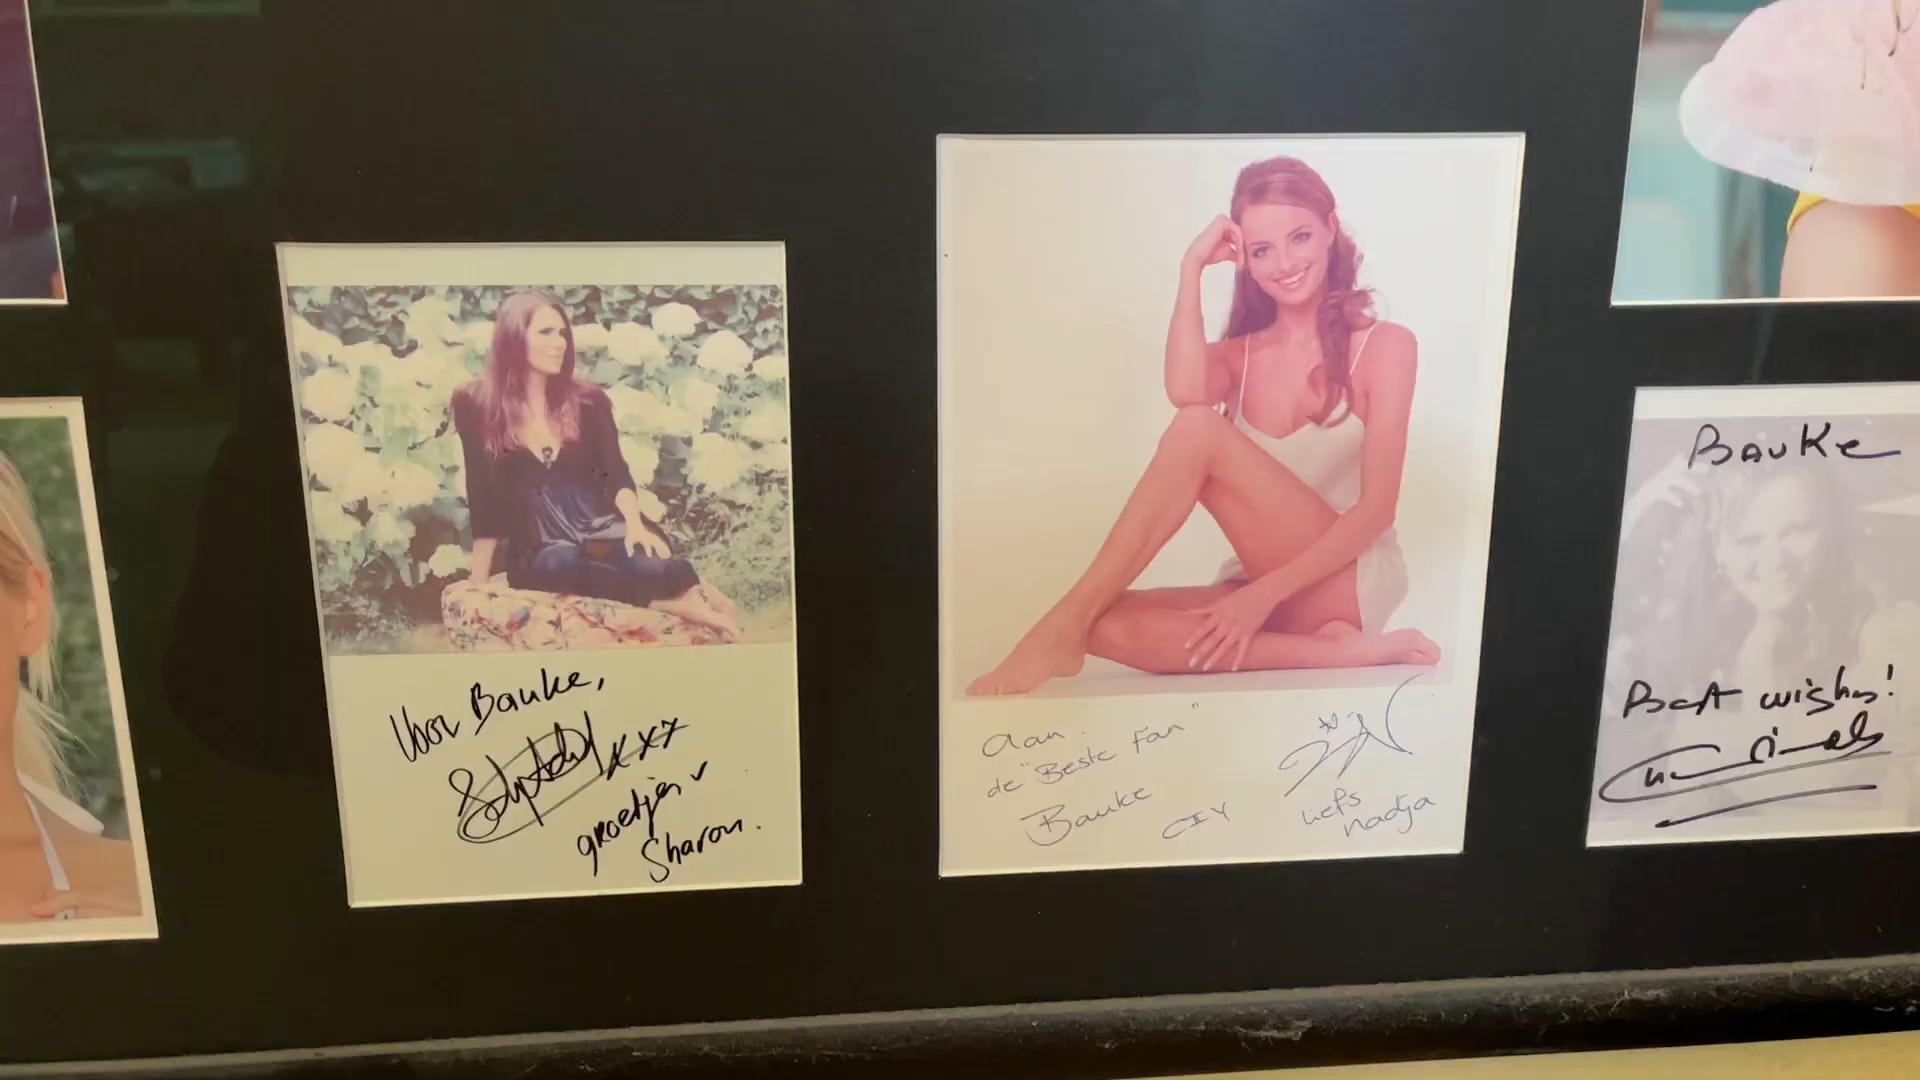 Voor Bauke,
xxx
groetjes
Sharon.
Aan
de "Beste Fan"
Bauke
liefs
nadja
Bauke
Best wishes!